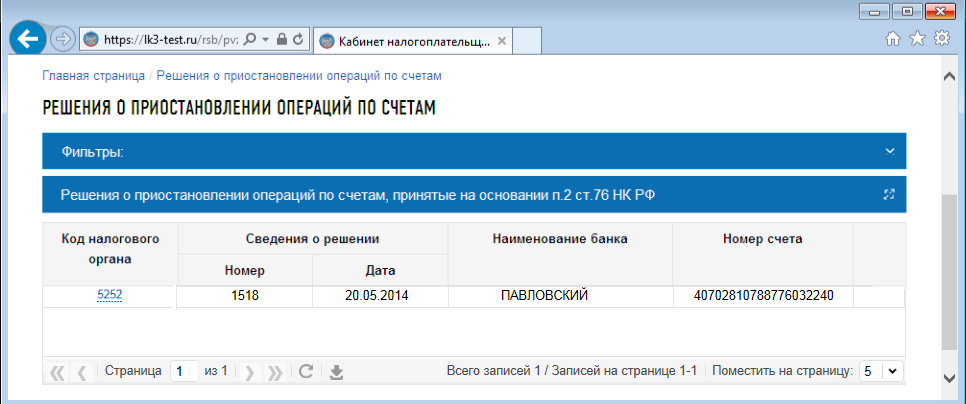 https://lk3-test.ru/rsb/pv: Кабинет налогоплательщ...
Главная страница / Решения о приостановлении операций по счетам
РЕШЕНИЯ О ПРИОСТАНОВЛЕНИИ ОПЕРАЦИЙ ПО СЧЕТАМ
Фильтры:
Решения о приостановлении операций по счетам, принятые на основании п.2 ст.76 НК РФ
Код налогового органа Сведения о решении Наименование банка Номер счета
Номер Дата
5252 1518 20.05.2014 ПАВЛОВСКИЙ 40702810788776032240
Страница 1 из 1 Всего записей 1 / Записей на странице 1-1 Поместить на страницу: 5